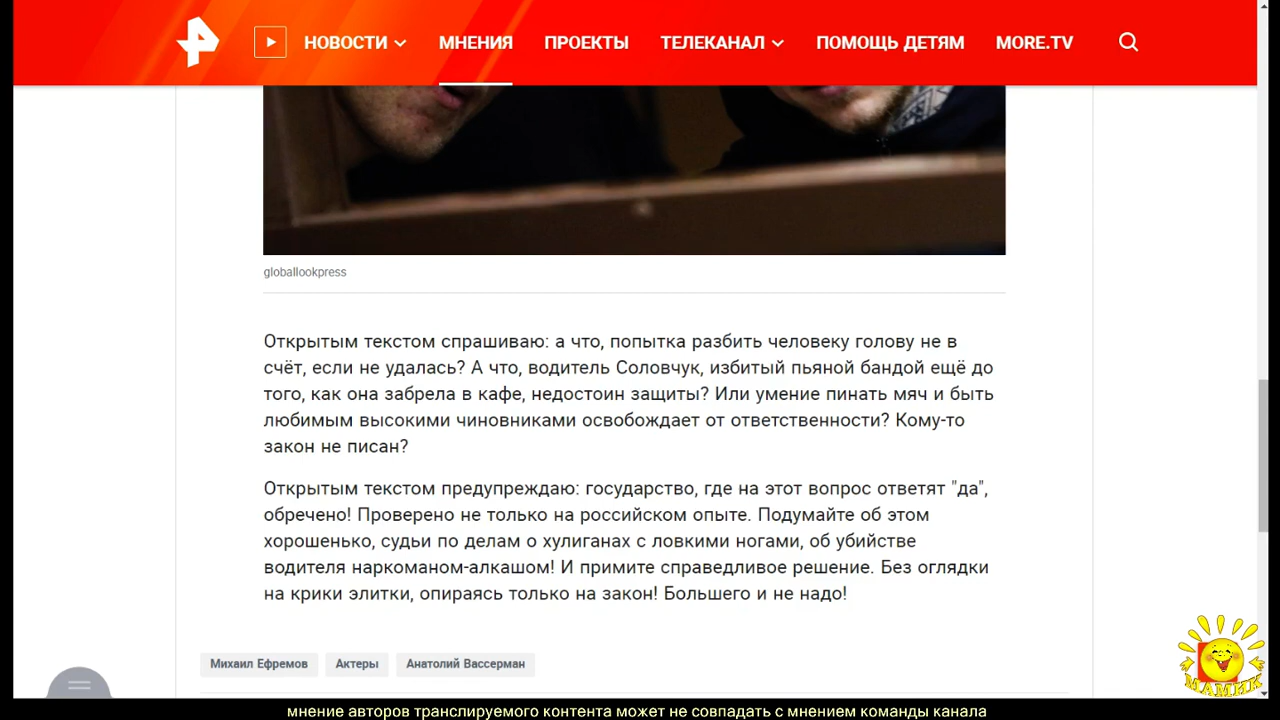 НОВОСТИ МНЕНИЯ ПРОЕКТЫ ТЕЛЕКАНАЛ ПОМОЩЬ ДЕТЯМ MORE.TV
globallookpress
Открытым текстом спрашиваю: а что, попытка разбить человеку голову не в
счёт, если не удалась? А что, водитель Соловчук, избитый пьяной бандой ещё до
того, как она забрела в кафе, недостоин защиты? Или умение пинать мяч и быть
любимым высокими чиновниками освобождает от ответственности? Кому-то
закон не писан?
Открытым текстом предупреждаю: государство, где на этот вопрос ответят "да",
обречено! Проверено не только на российском опыте. Подумайте об этом
хорошенько, судьи по делам о хулиганах с ловкими ногами, об убийстве
водителя наркоманом-алкашом! И примите справедливое решение. Без оглядки
на крики элитки, опираясь только на закон! Большего и не надо!
Михаил Ефремов Актеры Анатолий Вассерман
МАМИК
мнение авторов транслируемого контента может не совпадать с мнением команды канала